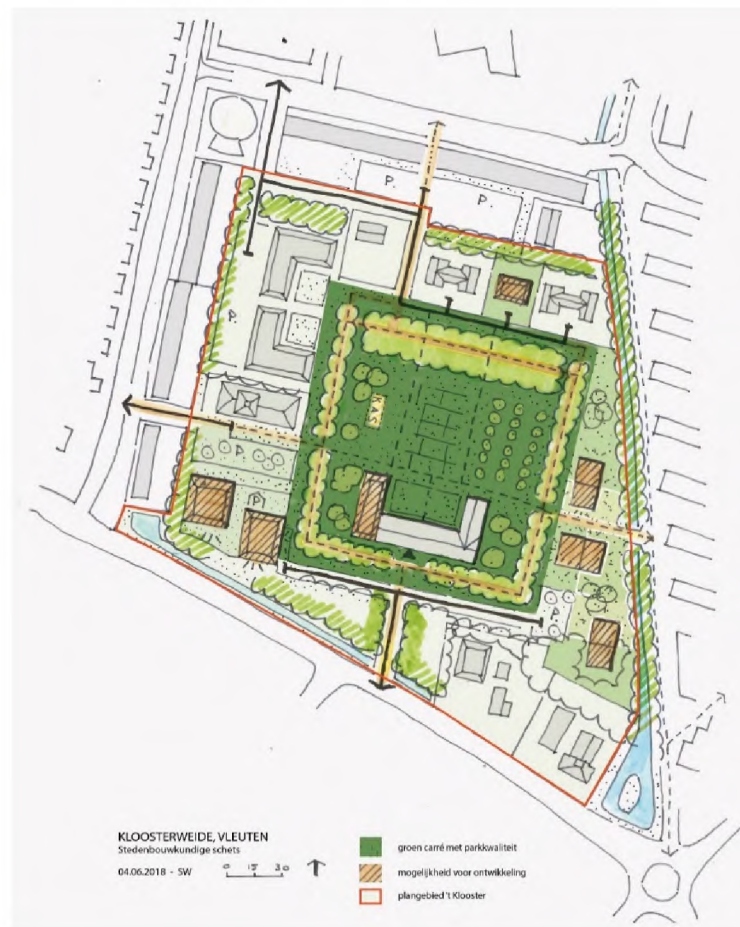 P.
P.
P.
KAS
P.
P
P.
KLOOSTERWEIDE, VLEUTEN
Stedenbouwkundige schets
04.06.2018 - SW
0 15 30
groen carré met parkkwaliteit
mogelijkheid voor ontwikkeling
plangebied 't Klooster